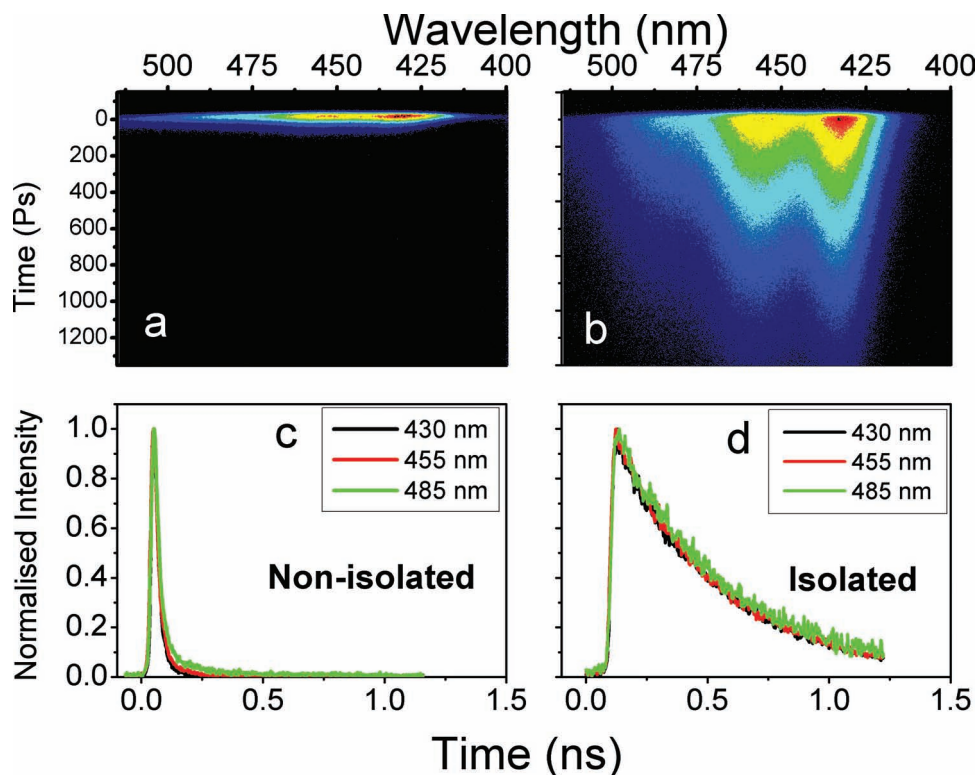 Wavelength (nm)
500 475 450 425 400 500 475 450 425 400
Time (Ps)
0
200
400
600
800
1000
1200
a
b
Normalised Intensity
1.0
0.8
0.6
0.4
0.2
0.0
c
430 nm
455 nm
485 nm
Non-isolated
d
430 nm
455 nm
485 nm
Isolated
0.0 0.5 1.0 1.5 0.0 0.5 1.0 1.5
Time (ns)